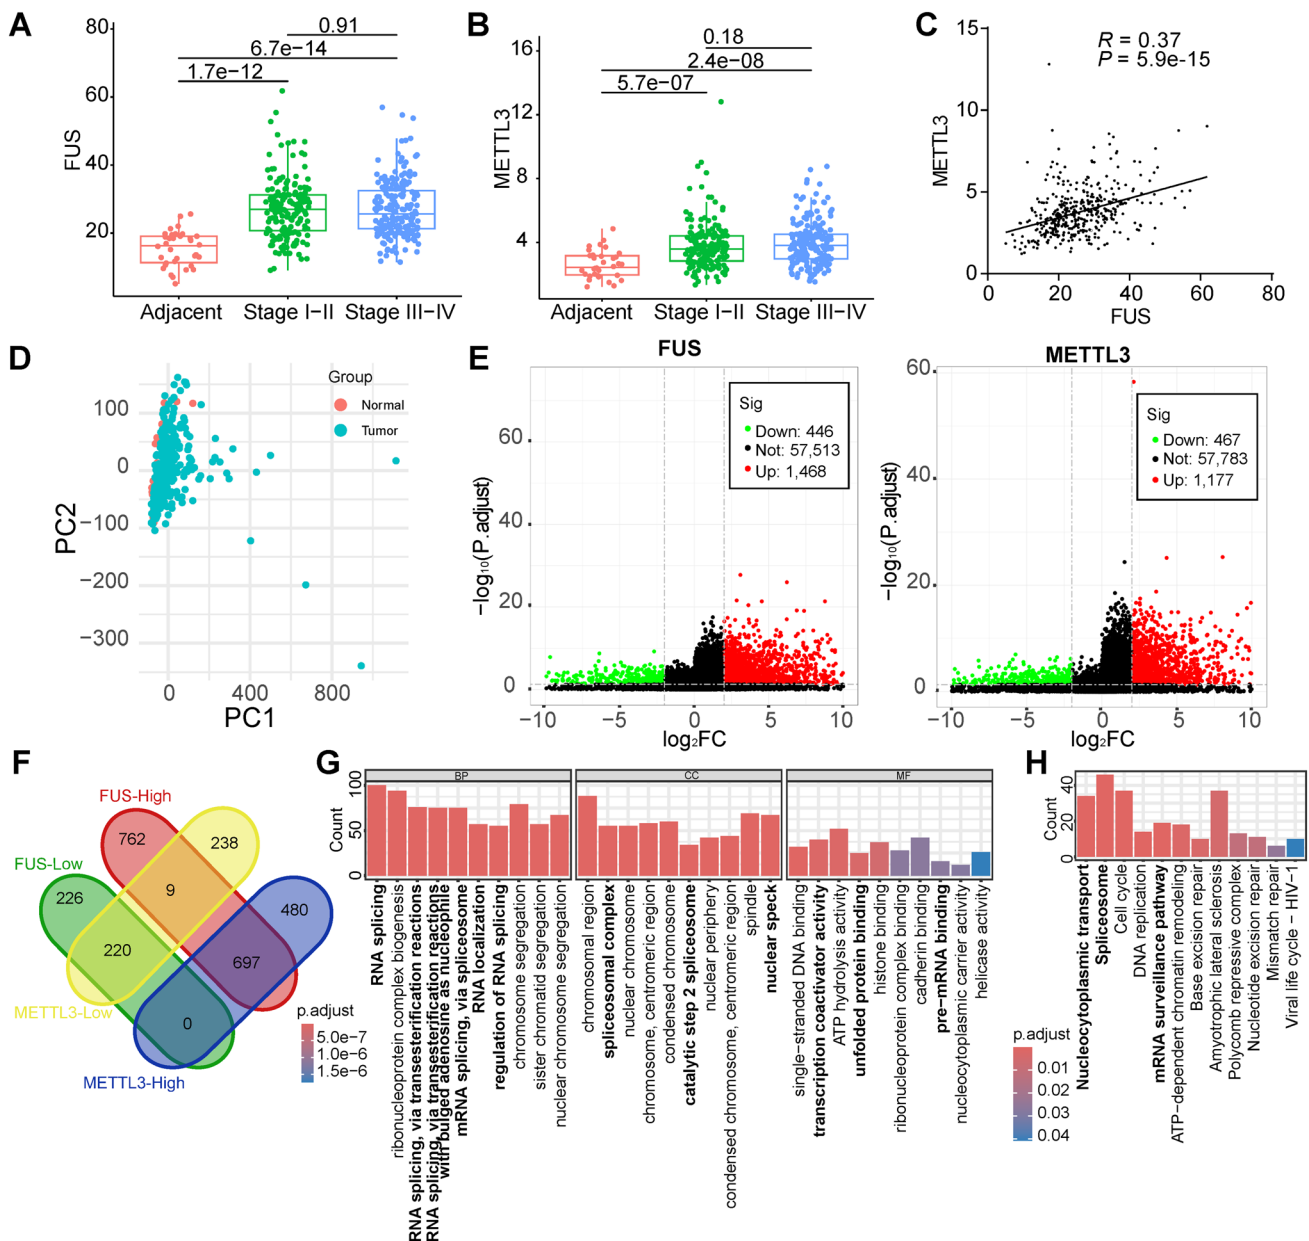 A
80
60
40
20
FUS
0.91
6.7e−14
1.7e−12
Adjacent
Stage I−II
Stage III−IV
B
16
12
8
4
METTL3
0.18
2.4e−08
5.7e−07
Adjacent
Stage I−II
Stage III−IV
C
15
10
5
0
METTL3
R = 0.37
P = 5.9e-15
0
20
40
60
80
FUS
D
100
0
−100
−200
−300
PC2
Group
Normal
Tumor
0
400
800
PC1
E
FUS
60
40
20
0
−log10(P.adjust)
Sig
Down: 446
Not: 57,513
Up: 1,468
−10
−5
0
5
10
log2FC
METTL3
60
40
20
0
−log10(P.adjust)
Sig
Down: 467
Not: 57,783
Up: 1,177
−10
−5
0
5
10
log2FC
F
FUS-High
762
238
FUS-Low
226
9
480
220
697
METTL3-Low
0
METTL3-High
G
BP
CC
MF
100
50
0
Count
RNA splicing
ribonucleoprotein complex biogenesis
RNA splicing, via transesterification reactions
RNA splicing, via transesterification reactions
with bulged adenosine as nucleophile
mRNA splicing, via spliceosome
RNA localization
regulation of RNA splicing
chromosome segregation
sister chromatid segregation
nuclear chromosome segregation
chromosomal region
spliceosomal complex
nuclear chromosome
chromosome, centromeric region
condensed chromosome
catalytic step 2 spliceosome
nuclear periphery
condensed chromosome, centromeric region
spindle
nuclear speck
single−stranded DNA binding
transcription coactivator activity
ATP hydrolysis activity
unfolded protein binding
histone binding
ribonucleoprotein complex binding
cadherin binding
pre−mRNA binding
nucleocytoplasmic carrier activity
helicase activity
p.adjust
5.0e−7
1.0e−6
1.5e−6
H
40
20
0
Count
Nucleocytoplasmic transport
Spliceosome
Cell cycle
DNA replication
mRNA surveillance pathway
ATP−dependent chromatin remodeling
Base excision repair
Amyotrophic lateral sclerosis
Polycomb repressive complex
Nucleotide excision repair
Mismatch repair
Viral life cycle − HIV−1
p.adjust
0.01
0.02
0.03
0.04